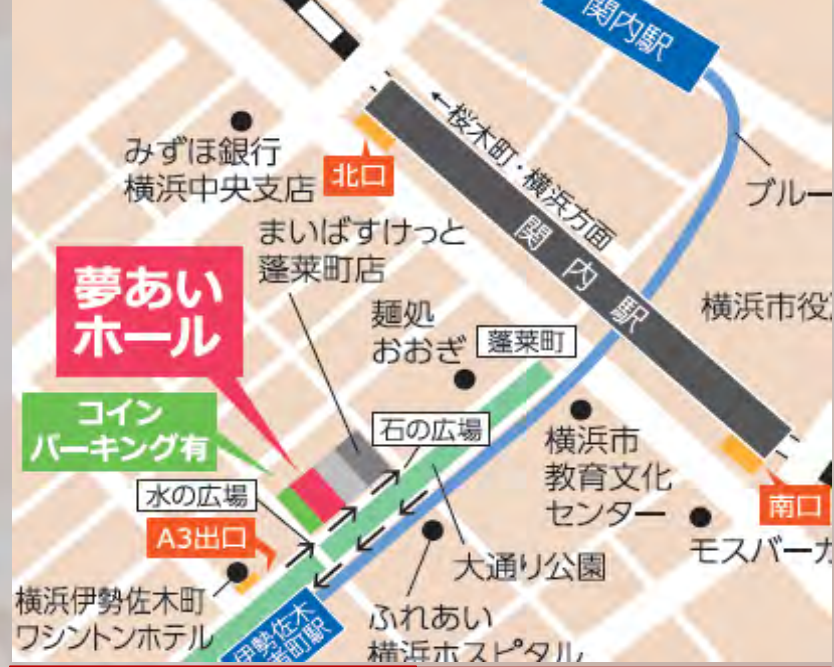 関内駅
←桜木町・横浜方面
みずほ銀行
横浜中央支店
北口
ブルー
まいばすけっと
蓬莱町店
関内駅
夢あい
ホール
麺処
おおぎ
蓬莱町
横浜市役
コイン
パーキング有
石の広場
横浜市
教育文化
センター
水の広場
南口
A3出口
モスバーガ
大通り公園
横浜伊勢佐木町
ワシントンホテル
ふれあい
横浜ホスピタル
伊勢佐木
者町駅